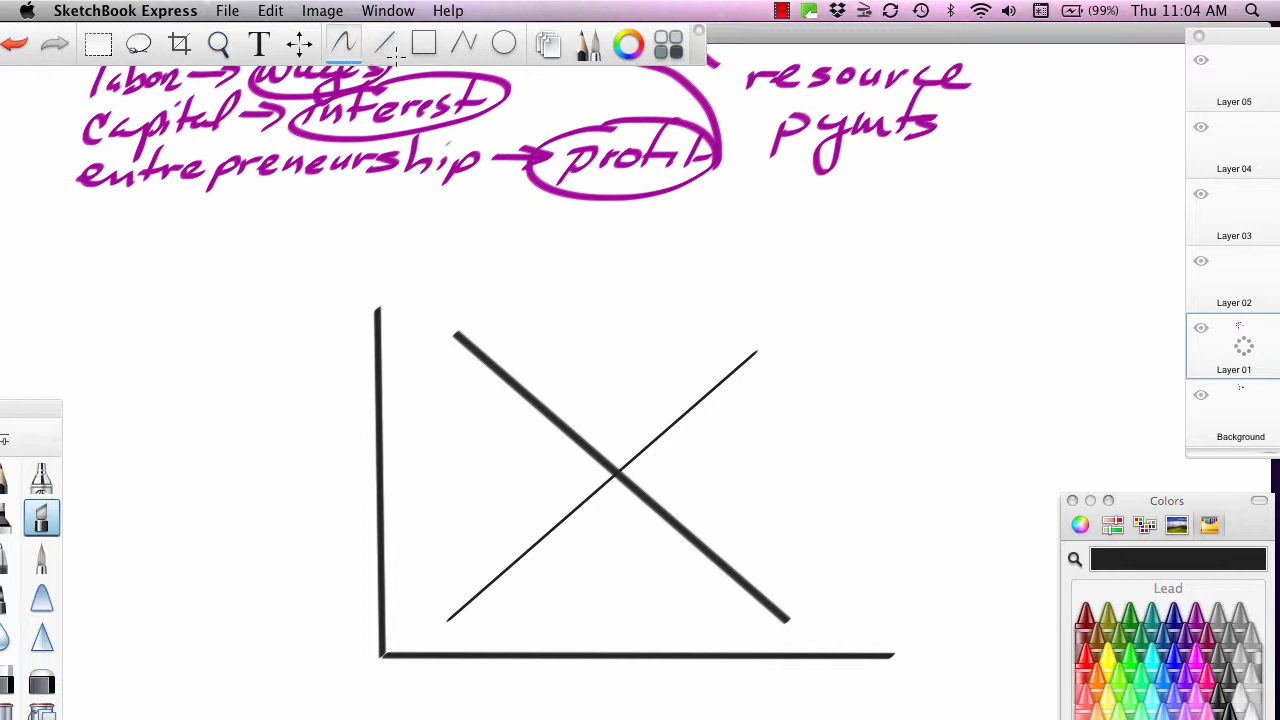 SketchBook Express File Edit Image Window Help (99%) Thu 11:04 AM
T
labor → wages
Capital → interest
entrepreneurship → profit
resource
pymts
Layer 05
Layer 04
Layer 03
Layer 02
Layer 01
Background
Colors
Lead